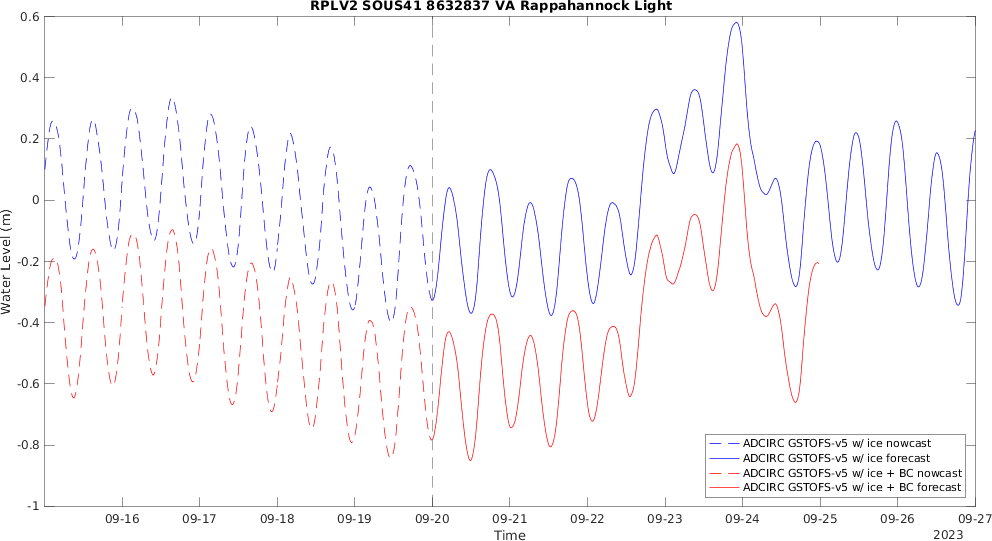 RPLV2 SOUS41 8632837 VA Rappahannock Light
0.6
0.4
0.2
0
-0.2
-0.4
-0.6
-0.8
-1
Water Level (m)
ADCIRC GSTOFS-v5 w/ ice nowcast
ADCIRC GSTOFS-v5 w/ ice forecast
ADCIRC GSTOFS-v5 w/ ice + BC nowcast
ADCIRC GSTOFS-v5 w/ ice + BC forecast
09-16 09-17 09-18 09-19 09-20 09-21 09-22 09-23 09-24 09-25 09-26 09-27
Time
2023